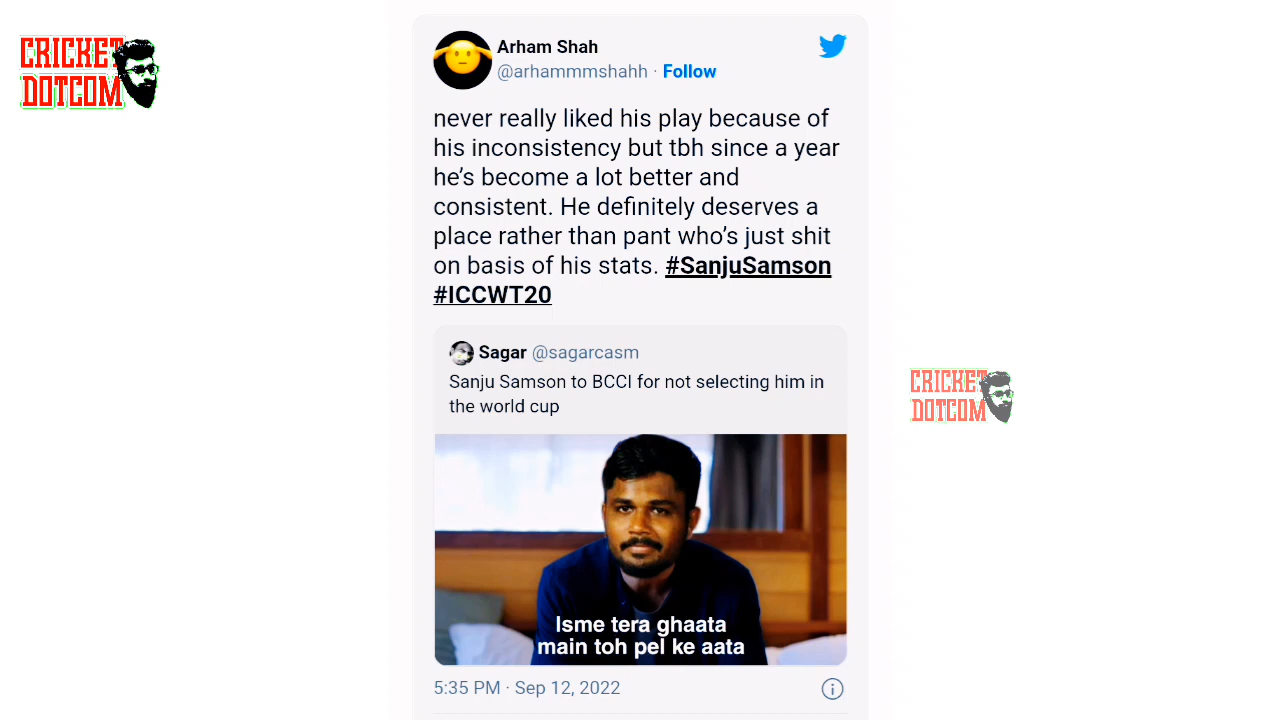 CRICKET
DOTCOM
Arham Shah
@arhammmshahh · Follow
never really liked his play because of
his inconsistency but tbh since a year
he’s become a lot better and
consistent. He definitely deserves a
place rather than pant who’s just shit
on basis of his stats. #SanjuSamson
#ICCWT20
Sagar @sagarcasm
Sanju Samson to BCCI for not selecting him in
the world cup
Isme tera ghaata
main toh pel ke aata
5:35 PM · Sep 12, 2022
CRICKET
DOTCOM